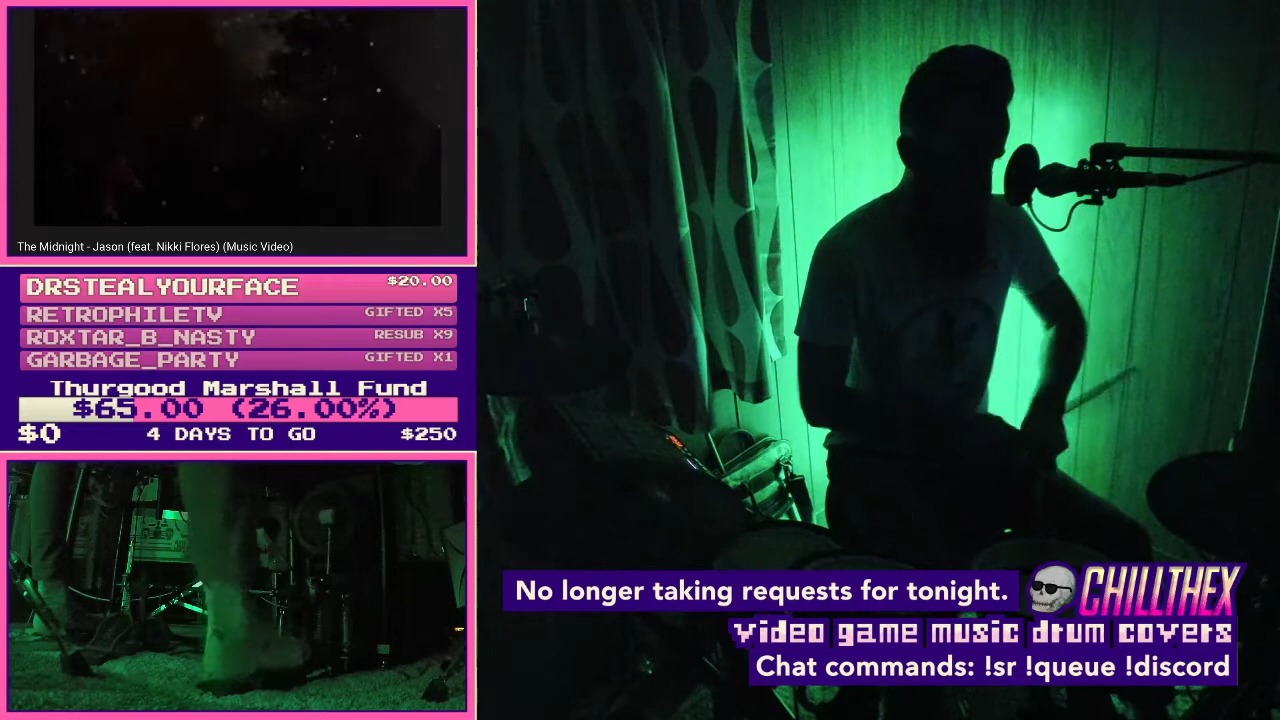 The Midnight - Jason (feat. Nikki Flores) (Music Video)
DRSTEALYOURFACE $20.00
RETROPHILETV GIFTED X5
ROXTAR_B_NASTY RESUB X9
GARBAGE_PARTY GIFTED X1
Thurgood Marshall Fund
$65.00 (26.00%)
$0 4 DAYS TO GO $250
No longer taking requests for tonight.
CHILLTHEX
video game music drum covers
Chat commands: !sr !queue !discord